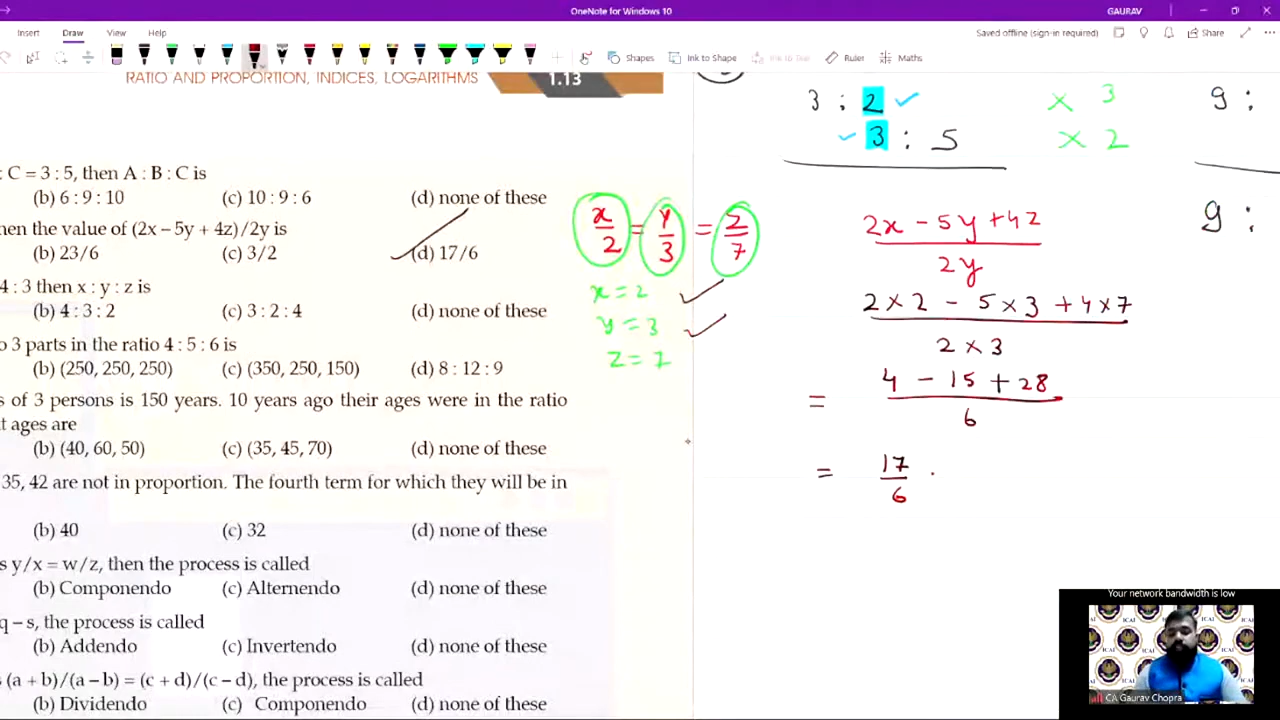 OneNote for Windows 10
GAURAV
Insert Draw View Help
Saved offline (sign in required) Share
Shapes Ink to Shape Ink to Text Ruler Maths
RATIO AND PROPORTION, INDICES, LOGARITHMS 1.13
C = 3 : 5, then A : B : C is
(b) 6 : 9 : 10 (c) 10 : 9 : 6 (d) none of these
hen the value of (2x − 5y + 4z)/2y is
(b) 23/6 (c) 3/2 (d) 17/6
4 : 3 then x : y : z is
(b) 4 : 3 : 2 (c) 3 : 2 : 4 (d) none of these
o 3 parts in the ratio 4 : 5 : 6 is
(b) (250, 250, 250) (c) (350, 250, 150) (d) 8 : 12 : 9
s of 3 persons is 150 years. 10 years ago their ages were in the ratio
t ages are
(b) (40, 60, 50) (c) (35, 45, 70) (d) none of these
35, 42 are not in proportion. The fourth term for which they will be in
(b) 40 (c) 32 (d) none of these
s y/x = w/z, then the process is called
(b) Componendo (c) Alternendo (d) none of these
q − s, the process is called
(b) Addendo (c) Invertendo (d) none of these
(a + b)/(a − b) = (c + d)/(c − d), the process is called
(b) Dividendo (c) Componendo (d) none of these
x/2 = y/3 = z/7
x = 2
y = 3
z = 7
3 : 2 × 3
3 : 5 × 2
9 :
9 :
2x − 5y + 4z
2y
2 × 2 − 5 × 3 + 4 × 7
2 × 3
= 4 − 15 + 28
6
= 17
6
Your network bandwidth is low
ICAI
CA Gaurav Chopra